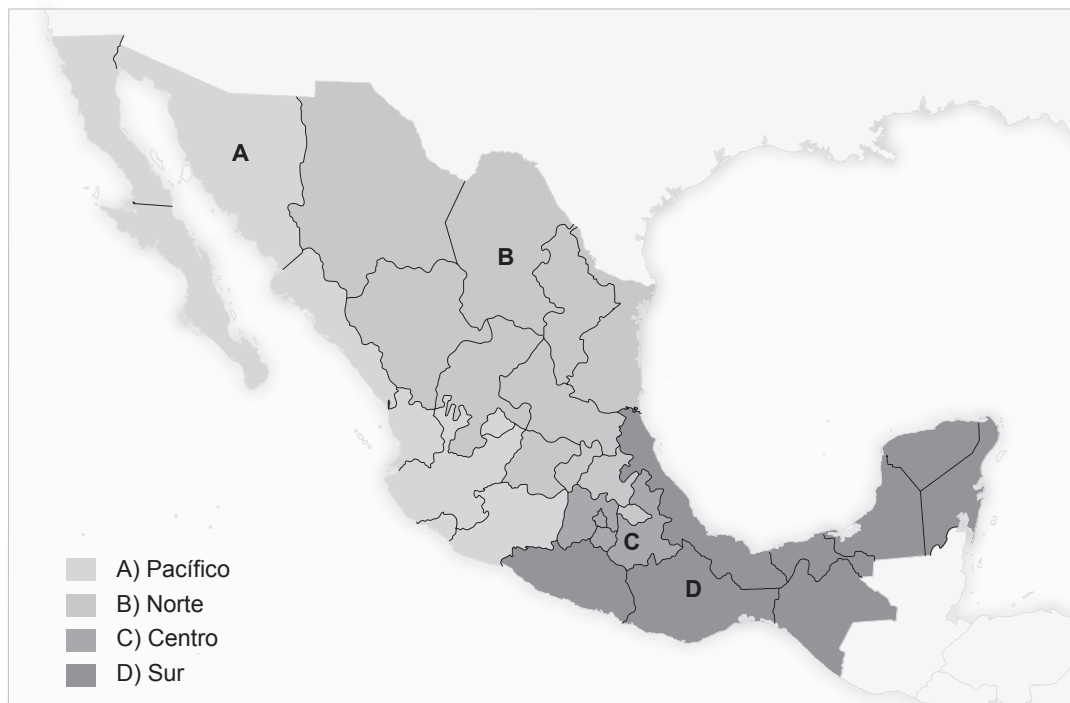 A
B
C
D
A) Pacífico
B) Norte
C) Centro
D) Sur